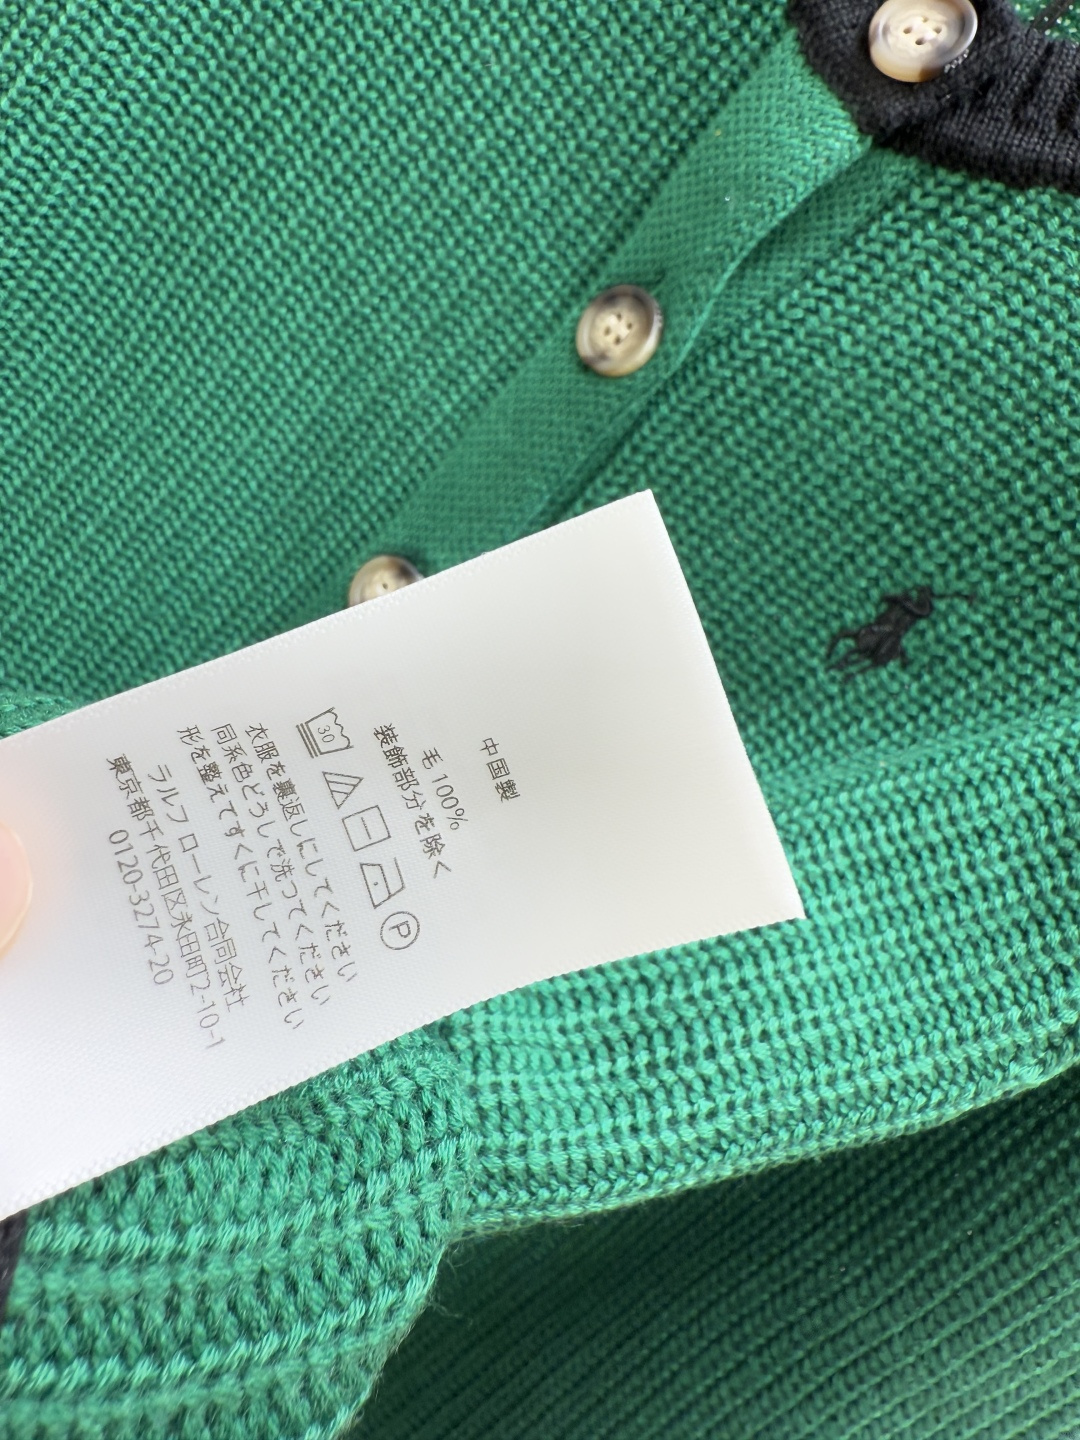 中国製
毛 100%
装飾部分を除く
30
P
衣服を裏返しにしてください
同系色どうしで洗ってください
形を整えてすぐに干してください
ラルフ ローレン合同会社
東京都千代田区永田町2-10-1
0120-3274-20